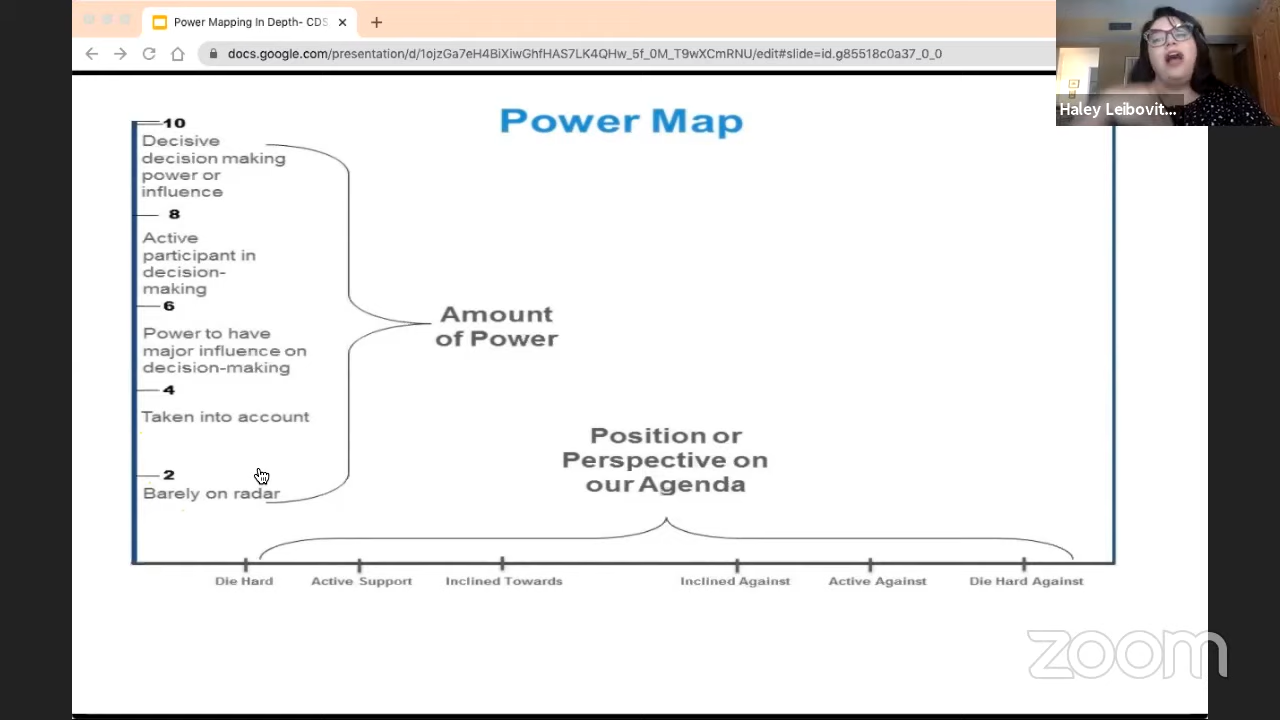 Power Mapping In Depth- CDS
docs.google.com/presentation/d/1ojzGa7eH4BiXiwGhfHAS7LK4QHw_5f_0M_T9wXCmRNU/edit#slide=id.g85518c0a37_0_0
Haley Leibovit...
Power Map
10
Decisive
decision making
power or
influence
8
Active
participant in
decision-
making
6
Power to have
major influence on
decision-making
4
Taken into account
2
Barely on radar
Amount
of Power
Position or
Perspective on
our Agenda
Die Hard
Active Support
Inclined Towards
Inclined Against
Active Against
Die Hard Against
zoom